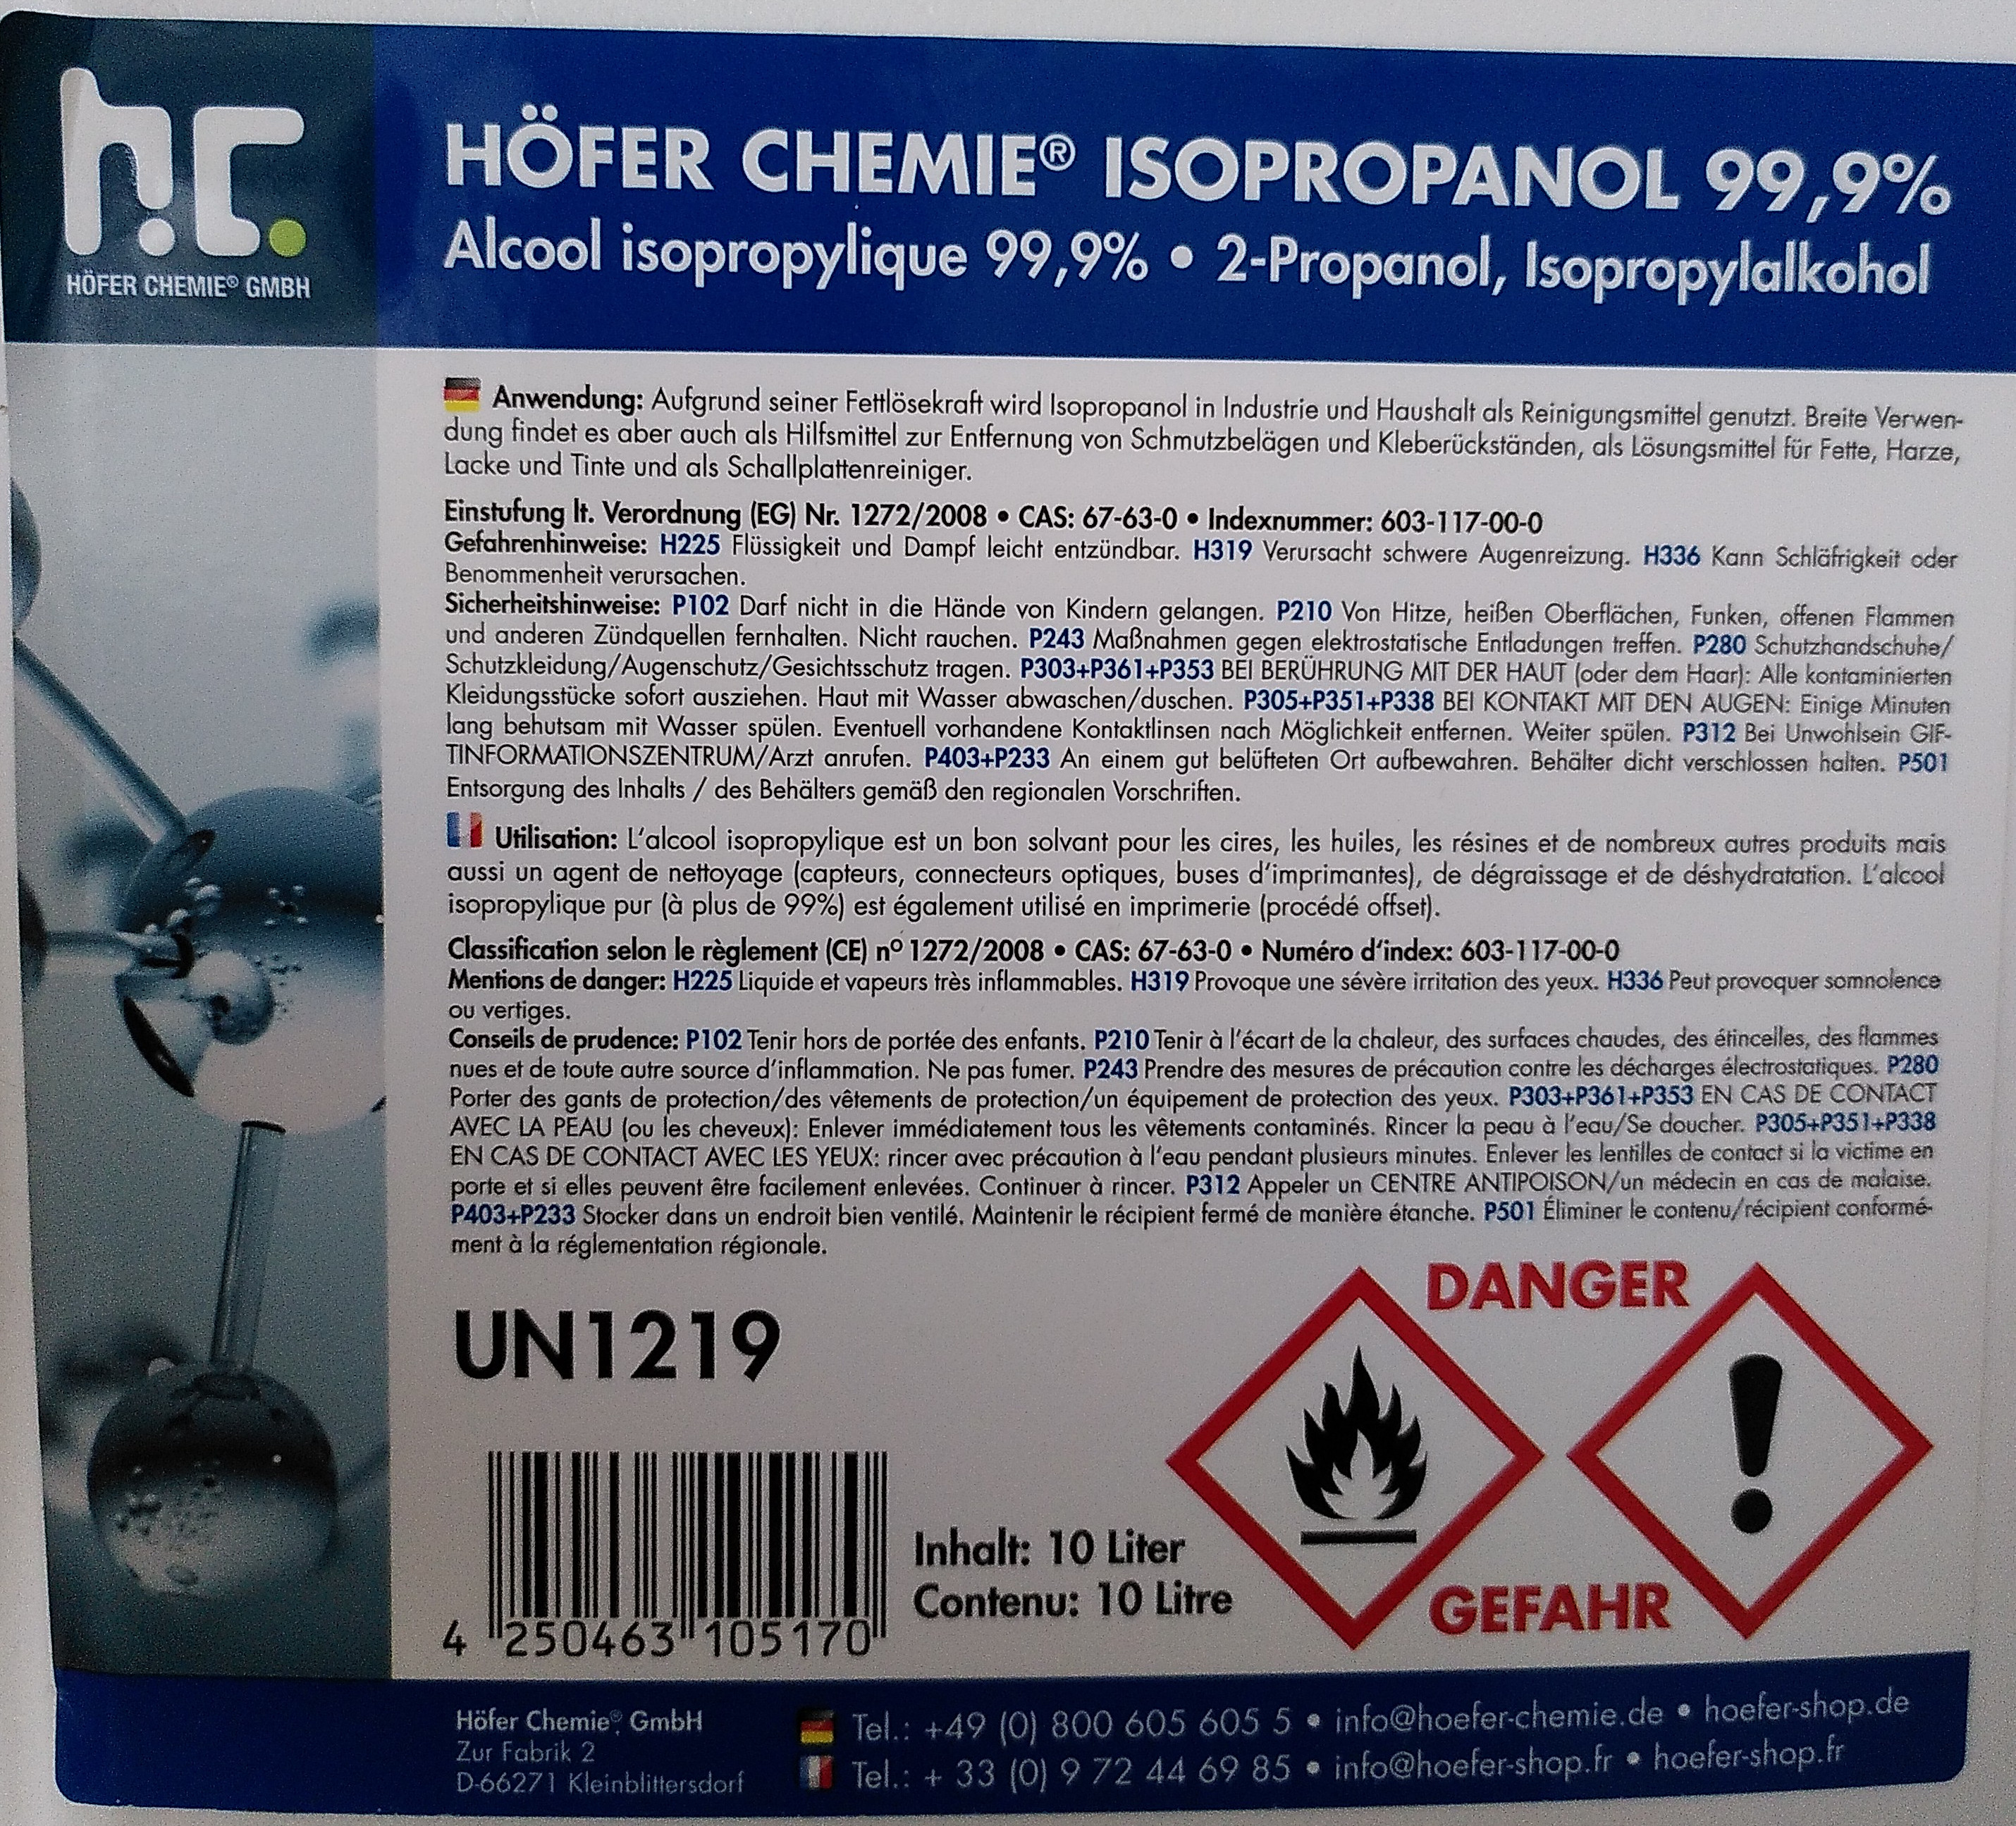 hc.
HÖFER CHEMIE® GMBH
HÖFER CHEMIE® ISOPROPANOL 99,9%
Alcool isopropylique 99,9% • 2-Propanol, Isopropylalkohol
Anwendung: Aufgrund seiner Fettlösekraft wird Isopropanol in Industrie und Haushalt als Reinigungsmittel genutzt. Breite Verwen-
dung findet es aber auch als Hilfsmittel zur Entfernung von Schmutzbelägen und Kleberückständen, als Lösungsmittel für Fette, Harze,
Lacke und Tinte und als Schallplattenreiniger.
Einstufung lt. Verordnung (EG) Nr. 1272/2008 • CAS: 67-63-0 • Indexnummer: 603-117-00-0
Gefahrenhinweise: H225 Flüssigkeit und Dampf leicht entzündbar. H319 Verursacht schwere Augenreizung. H336 Kann Schläfrigkeit oder
Benommenheit verursachen.
Sicherheitshinweise: P102 Darf nicht in die Hände von Kindern gelangen. P210 Von Hitze, heißen Oberflächen, Funken, offenen Flammen
und anderen Zündquellen fernhalten. Nicht rauchen. P243 Maßnahmen gegen elektrostatische Entladungen treffen. P280 Schutzhandschuhe/
Schutzkleidung/Augenschutz/Gesichtsschutz tragen. P303+P361+P353 BEI BERÜHRUNG MIT DER HAUT (oder dem Haar): Alle kontaminierten
Kleidungsstücke sofort ausziehen. Haut mit Wasser abwaschen/duschen. P305+P351+P338 BEI KONTAKT MIT DEN AUGEN: Einige Minuten
lang behutsam mit Wasser spülen. Eventuell vorhandene Kontaktlinsen nach Möglichkeit entfernen. Weiter spülen. P312 Bei Unwohlsein GIF-
TINFORMATIONSZENTRUM/Arzt anrufen. P403+P233 An einem gut belüfteten Ort aufbewahren. Behälter dicht verschlossen halten. P501
Entsorgung des Inhalts / des Behälters gemäß den regionalen Vorschriften.
Utilisation: L'alcool isopropylique est un bon solvant pour les cires, les huiles, les résines et de nombreux autres produits mais
aussi un agent de nettoyage (capteurs, connecteurs optiques, buses d'imprimantes), de dégraissage et de déshydratation. L'alcool
isopropylique pur (à plus de 99%) est également utilisé en imprimerie (procédé offset).
Classification selon le règlement (CE) nº 1272/2008 • CAS: 67-63-0 • Numéro d'index: 603-117-00-0
Mentions de danger: H225 Liquide et vapeurs très inflammables. H319 Provoque une sévère irritation des yeux. H336 Peut provoquer somnolence
ou vertiges.
Conseils de prudence: P102 Tenir hors de portée des enfants. P210 Tenir à l'écart de la chaleur, des surfaces chaudes, des étincelles, des flammes
nues et de toute autre source d'inflammation. Ne pas fumer. P243 Prendre des mesures de précaution contre les décharges électrostatiques. P280
Porter des gants de protection/des vêtements de protection/un équipement de protection des yeux. P303+P361+P353 EN CAS DE CONTACT
AVEC LA PEAU (ou les cheveux): Enlever immédiatement tous les vêtements contaminés. Rincer la peau à l'eau/Se doucher. P305+P351+P338
EN CAS DE CONTACT AVEC LES YEUX: rincer avec précaution à l'eau pendant plusieurs minutes. Enlever les lentilles de contact si la victime en
porte et si elles peuvent être facilement enlevées. Continuer à rincer. P312 Appeler un CENTRE ANTIPOISON/un médecin en cas de malaise.
P403+P233 Stocker dans un endroit bien ventilé. Maintenir le récipient fermé de manière étanche. P501 Éliminer le contenu/récipient conformé-
ment à la réglementation régionale.
UN1219
DANGER
GEFAHR
Inhalt: 10 Liter
Contenu: 10 Litre
4 250463 105170
Höfer Chemie® GmbH
Zur Fabrik 2
D-66271 Kleinblittersdorf
Tel.: +49 (0) 800 605 605 5 • info@hoefer-chemie.de • hoefer-shop.de
Tel.: + 33 (0) 9 72 44 69 85 • info@hoefer-shop.fr • hoefer-shop.fr